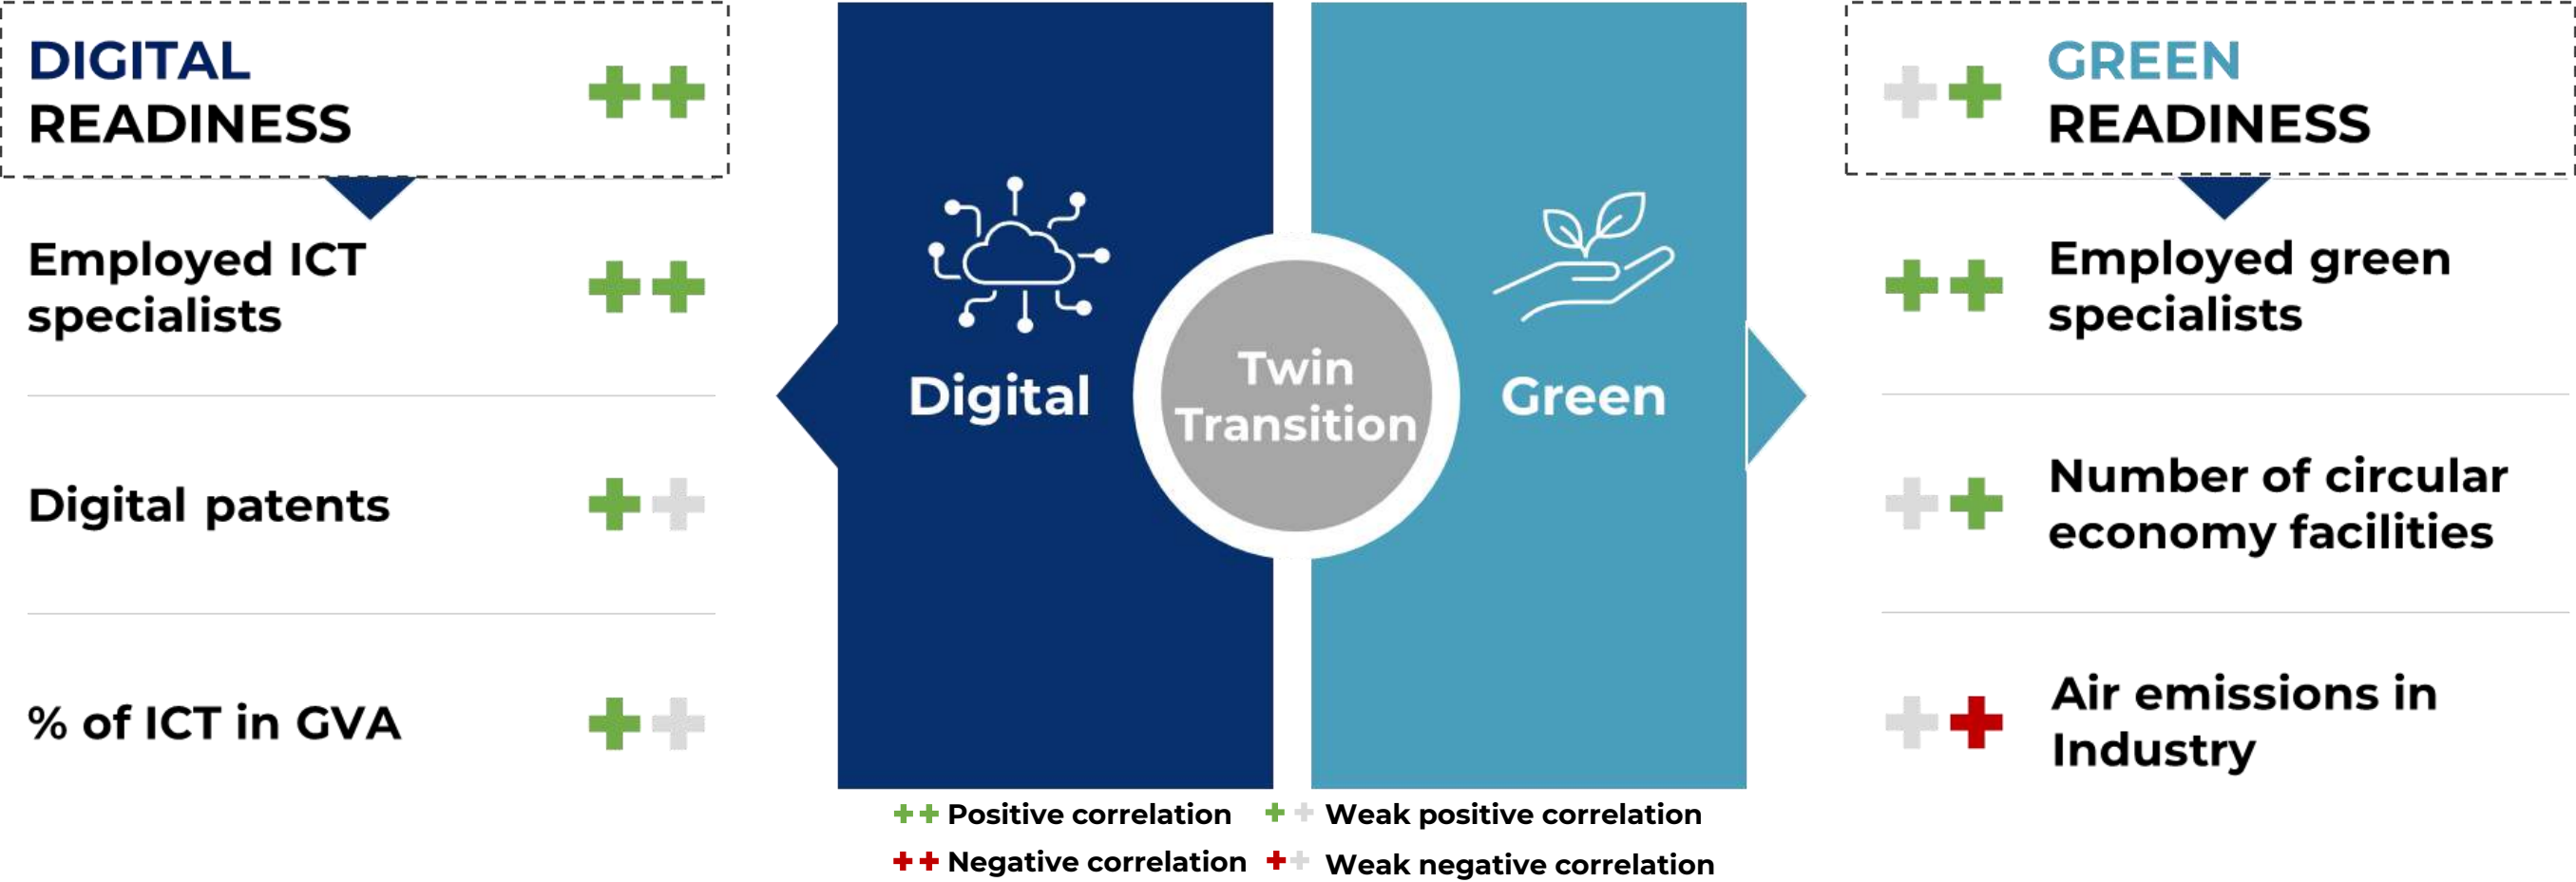 DIGITAL
READINESS
Employed ICT
specialists
Digital patents
% of ICT in GVA
Digital
Twin
Transition
Green
GREEN
READINESS
Employed green
specialists
Number of circular
economy facilities
Air emissions in
Industry
Positive correlation
Weak positive correlation
Negative correlation
Weak negative correlation